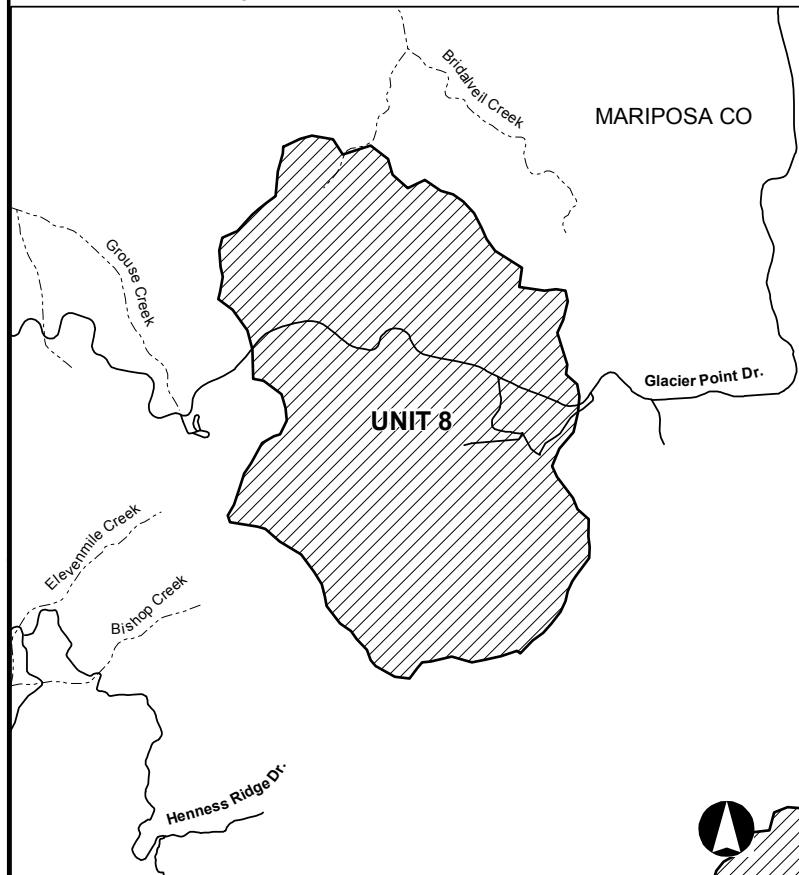 Bridalveil Creek
MARIPOSA CO
Grouse Creek
Glacier Point Dr.
UNIT 8
Elevenmile Creek
Bishop Creek
Henness Ridge Dr.